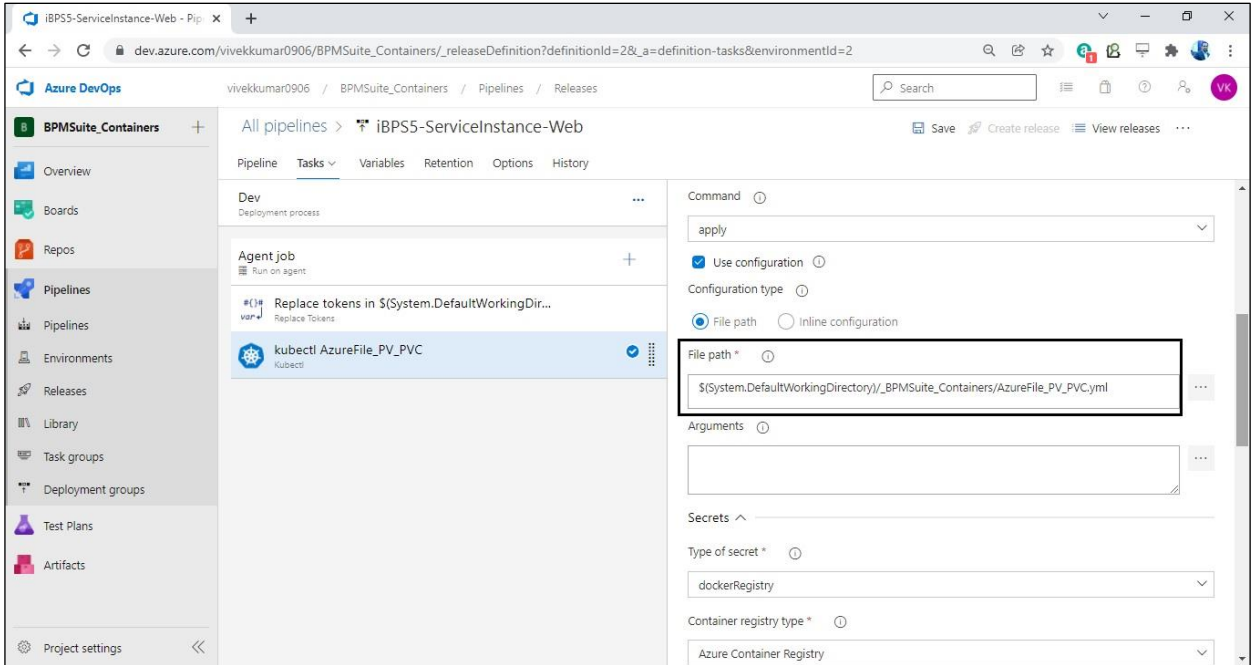 iBPS5-ServiceInstance-Web - Pip
dev.azure.com/vivekkumar0906/BPMSuite_Containers/_releaseDefinition?definitionId=2&_a=definition-tasks&environmentId=2
Azure DevOps
vivekkumar0906 / BPMSuite_Containers / Pipelines / Releases
Search
VK
B BPMSuite_Containers
All pipelines > iBPS5-ServiceInstance-Web
Save Create release View releases
Pipeline Tasks Variables Retention Options History
Overview
Boards
Repos
Pipelines
Pipelines
Environments
Releases
Library
Task groups
Deployment groups
Test Plans
Artifacts
Project settings
Dev
Deployment process
Agent job
Run on agent
Replace tokens in $(System.DefaultWorkingDir...
Replace Tokens
kubectl AzureFile_PV_PVC
Kubectl
Command
apply
Use configuration
Configuration type
File path Inline configuration
File path *
$(System.DefaultWorkingDirectory)/_BPMSuite_Containers/AzureFile_PV_PVC.yml
Arguments
Secrets
Type of secret *
dockerRegistry
Container registry type *
Azure Container Registry